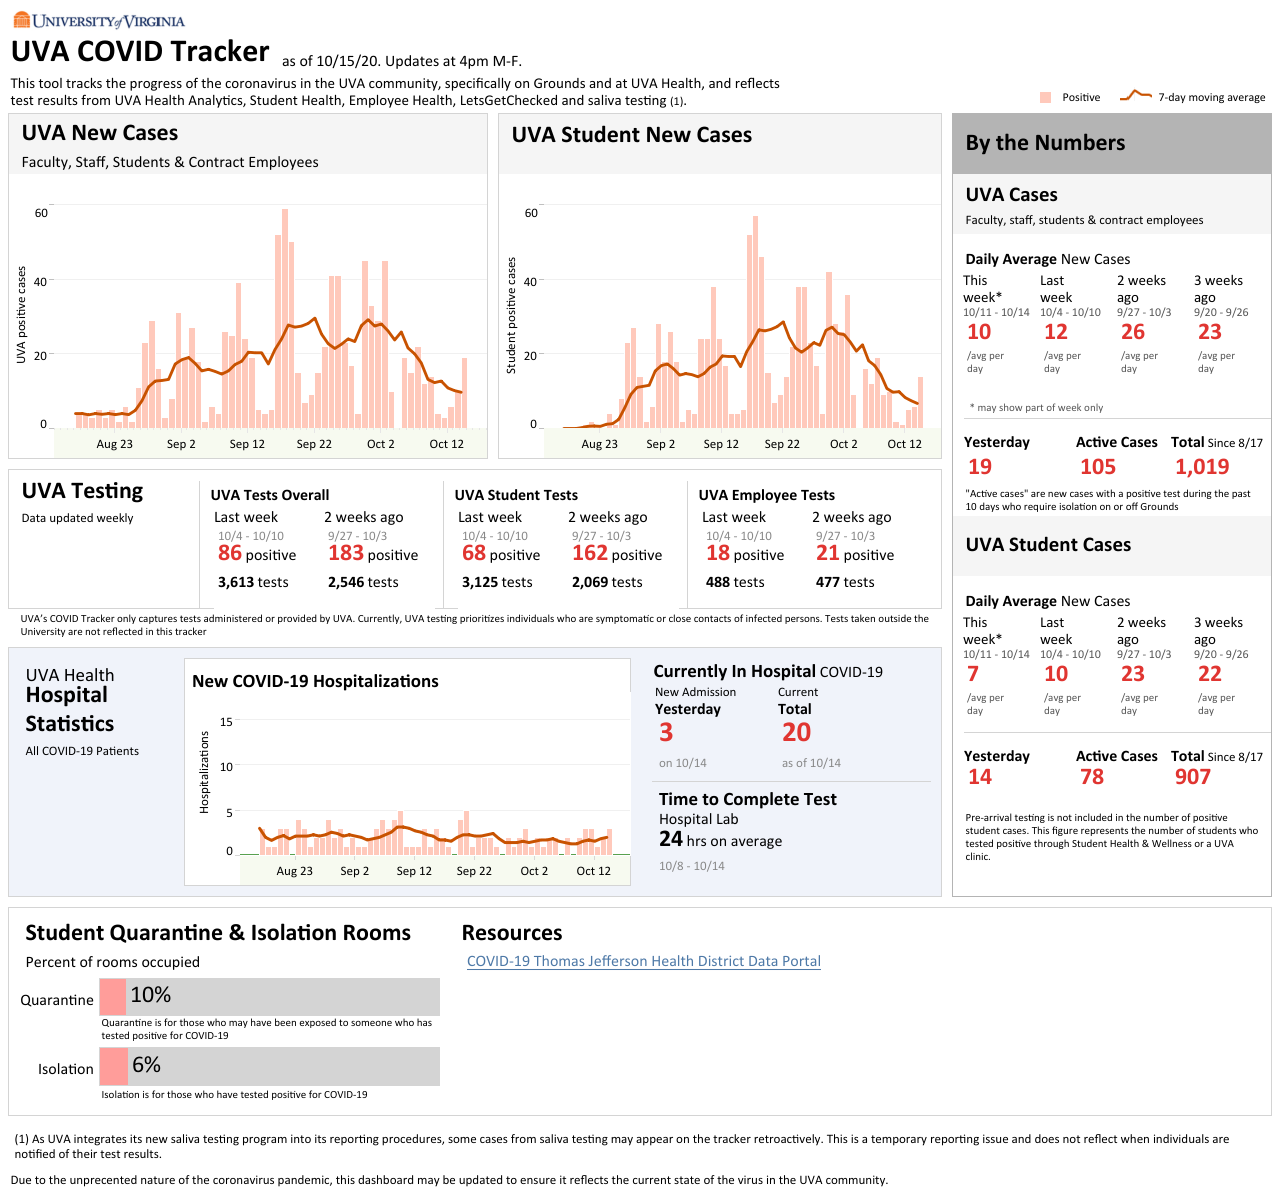 UNIVERSITY of VIRGINIA
UVA COVID Tracker as of 10/15/20. Updates at 4pm M-F.
This tool tracks the progress of the coronavirus in the UVA community, specifically on Grounds and at UVA Health, and reflects
test results from UVA Health Analytics, Student Health, Employee Health, LetsGetChecked and saliva testing (1).
Positive 7-day moving average
UVA New Cases
Faculty, Staff, Students & Contract Employees
UVA positive cases
60
40
20
0
Aug 23 Sep 2 Sep 12 Sep 22 Oct 2 Oct 12
UVA Student New Cases
Student positive cases
60
40
20
0
Aug 23 Sep 2 Sep 12 Sep 22 Oct 2 Oct 12
By the Numbers
UVA Cases
Faculty, staff, students & contract employees
Daily Average New Cases
This Last 2 weeks 3 weeks
week* week ago ago
10/11 - 10/14 10/4 - 10/10 9/27 - 10/3 9/20 - 9/26
10 12 26 23
/avg per /avg per /avg per /avg per
day day day day
* may show part of week only
Yesterday Active Cases Total Since 8/17
19 105 1,019
"Active cases" are new cases with a positive test during the past
10 days who require isolation on or off Grounds
UVA Student Cases
Daily Average New Cases
This Last 2 weeks 3 weeks
week* week ago ago
10/11 - 10/14 10/4 - 10/10 9/27 - 10/3 9/20 - 9/26
7 10 23 22
/avg per /avg per /avg per /avg per
day day day day
Yesterday Active Cases Total Since 8/17
14 78 907
Pre-arrival testing is not included in the number of positive
student cases. This figure represents the number of students who
tested positive through Student Health & Wellness or a UVA
clinic.
UVA Testing
Data updated weekly
UVA Tests Overall
Last week 2 weeks ago
10/4 - 10/10 9/27 - 10/3
86 positive 183 positive
3,613 tests 2,546 tests
UVA Student Tests
Last week 2 weeks ago
10/4 - 10/10 9/27 - 10/3
68 positive 162 positive
3,125 tests 2,069 tests
UVA Employee Tests
Last week 2 weeks ago
10/4 - 10/10 9/27 - 10/3
18 positive 21 positive
488 tests 477 tests
UVA's COVID Tracker only captures tests administered or provided by UVA. Currently, UVA testing prioritizes individuals who are symptomatic or close contacts of infected persons. Tests taken outside the
University are not reflected in this tracker
UVA Health
Hospital
Statistics
All COVID-19 Patients
New COVID-19 Hospitalizations
Hospitalizations
15
10
5
0
Aug 23 Sep 2 Sep 12 Sep 22 Oct 2 Oct 12
Currently In Hospital COVID-19
New Admission Current
Yesterday Total
3 20
on 10/14 as of 10/14
Time to Complete Test
Hospital Lab
24 hrs on average
10/8 - 10/14
Student Quarantine & Isolation Rooms
Percent of rooms occupied
Quarantine 10%
Quarantine is for those who may have been exposed to someone who has
tested positive for COVID-19
Isolation 6%
Isolation is for those who have tested positive for COVID-19
Resources
COVID-19 Thomas Jefferson Health District Data Portal
(1) As UVA integrates its new saliva testing program into its reporting procedures, some cases from saliva testing may appear on the tracker retroactively. This is a temporary reporting issue and does not reflect when individuals are
notified of their test results.
Due to the unprecented nature of the coronavirus pandemic, this dashboard may be updated to ensure it reflects the current state of the virus in the UVA community.